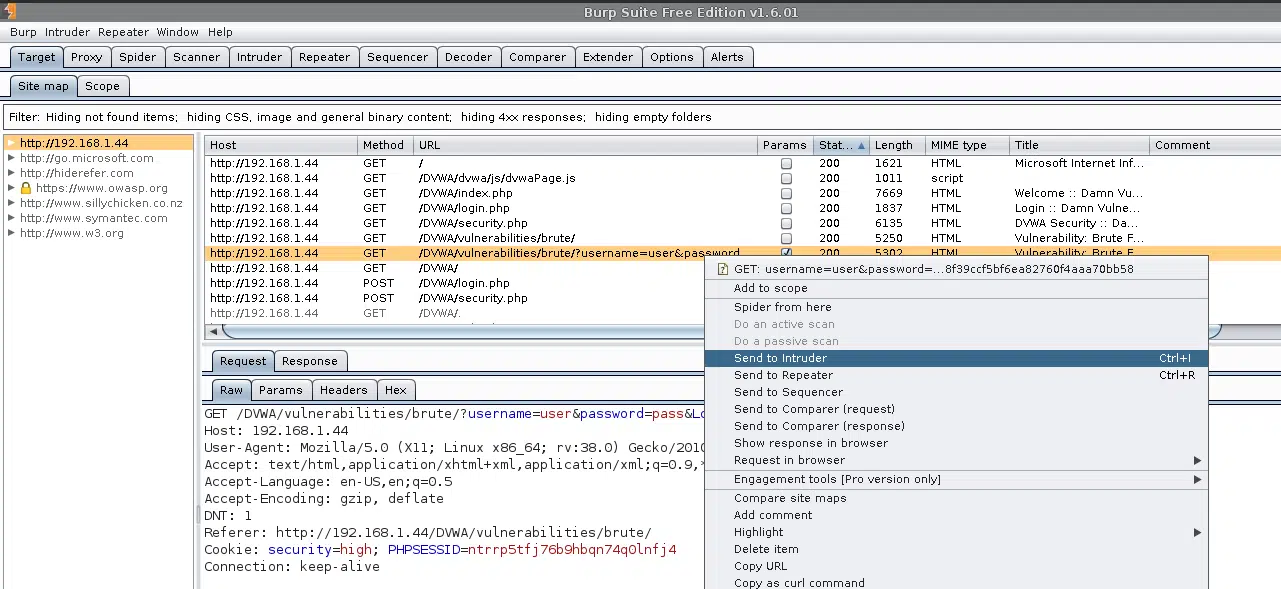 Burp Suite Free Edition v1.6.01
Burp Intruder Repeater Window Help
Target Proxy Spider Scanner Intruder Repeater Sequencer Decoder Comparer Extender Options Alerts
Site map Scope
Filter: Hiding not found items; hiding CSS, image and general binary content; hiding 4xx responses; hiding empty folders
http://192.168.1.44
http://go.microsoft.com
http://hiderefer.com
https://www.owasp.org
http://www.sillychicken.co.nz
http://www.symantec.com
http://www.w3.org
Host Method URL Params Stat... Length MIME type Title Comment
http://192.168.1.44 GET / 200 1621 HTML Microsoft Internet Inf...
http://192.168.1.44 GET /DVWA/dvwa/js/dvwaPage.js 200 1011 script
http://192.168.1.44 GET /DVWA/index.php 200 7669 HTML Welcome :: Damn Vu...
http://192.168.1.44 GET /DVWA/login.php 200 1837 HTML Login :: Damn Vulne...
http://192.168.1.44 GET /DVWA/security.php 200 6135 HTML DVWA Security :: Da...
http://192.168.1.44 GET /DVWA/vulnerabilities/brute/ 200 5250 HTML Vulnerability: Brute F...
http://192.168.1.44 GET /DVWA/vulnerabilities/brute/?username=user&password 200 5302 HTML Vulnerability: Brute F...
http://192.168.1.44 GET /DVWA/
http://192.168.1.44 POST /DVWA/login.php
http://192.168.1.44 POST /DVWA/security.php
http://192.168.1.44 GET /DVWA/.
GET: username=user&password=...8f39ccf5bf6ea82760f4aaa70bb58
Add to scope
Spider from here
Do an active scan
Do a passive scan
Send to Intruder Ctrl+I
Send to Repeater Ctrl+R
Send to Sequencer
Send to Comparer (request)
Send to Comparer (response)
Show response in browser
Request in browser
Engagement tools [Pro version only]
Compare site maps
Add comment
Highlight
Delete item
Copy URL
Copy as curl command
Request Response
Raw Params Headers Hex
GET /DVWA/vulnerabilities/brute/?username=user&password=pass&Lo
Host: 192.168.1.44
User-Agent: Mozilla/5.0 (X11; Linux x86_64; rv:38.0) Gecko/2010
Accept: text/html,application/xhtml+xml,application/xml;q=0.9,*
Accept-Language: en-US,en;q=0.5
Accept-Encoding: gzip, deflate
DNT: 1
Referer: http://192.168.1.44/DVWA/vulnerabilities/brute/
Cookie: security=high; PHPSESSID=ntrrp5tfj76b9hbqn74q0lnfj4
Connection: keep-alive